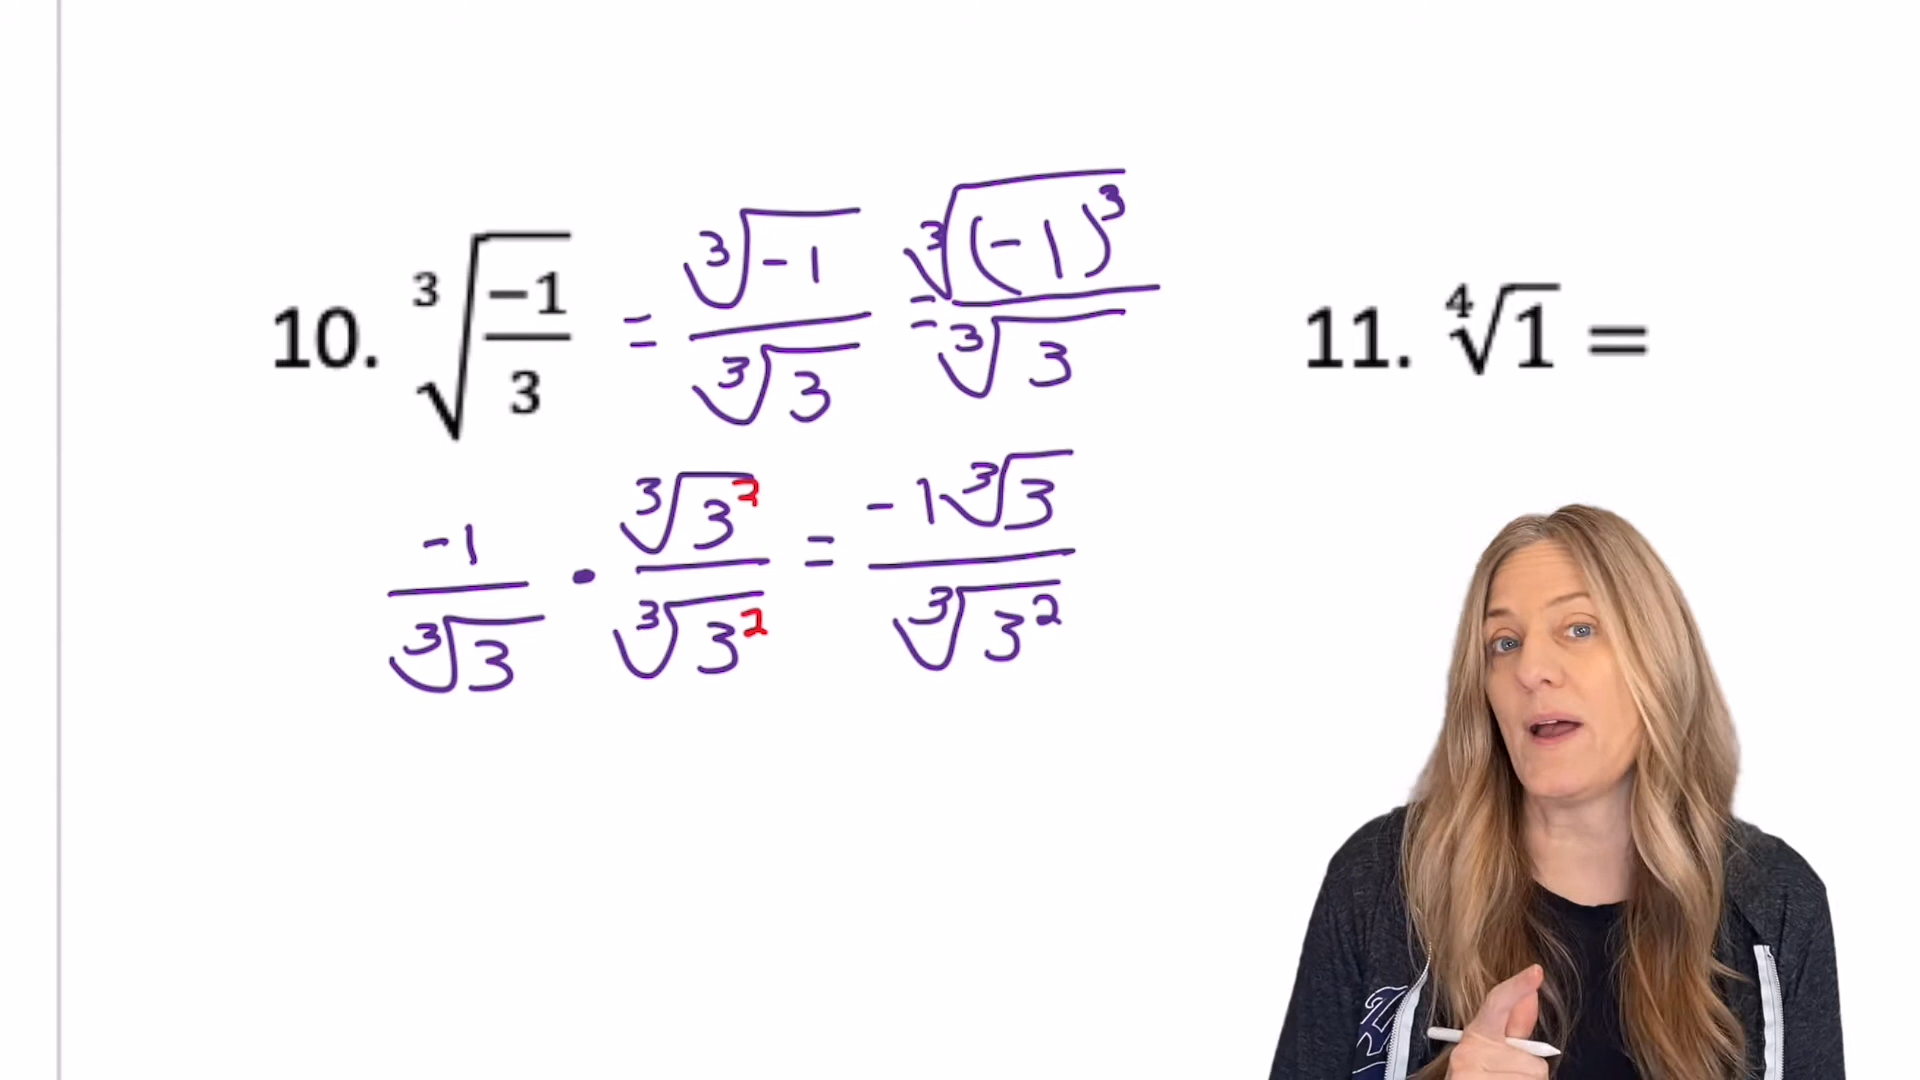 10. ∛(−1/3) = ∛-1/∛3 = ∛(-1)³/∛3
-1/∛3 • ∛3²/∛3² = -1∛3/∛3²
11. ∜1 =